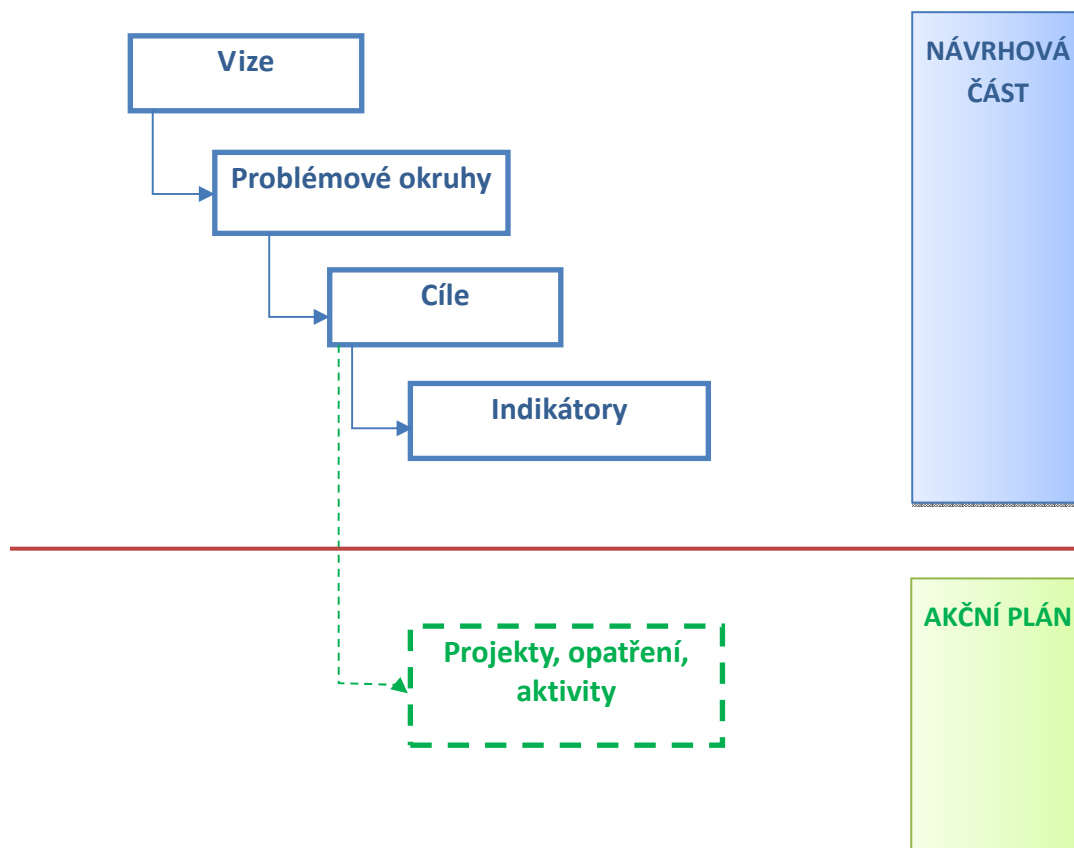 Vize
NÁVRHOVÁ
ČÁST
Problémové okruhy
Cíle
Indikátory
AKČNÍ PLÁN
Projekty, opatření,
aktivity